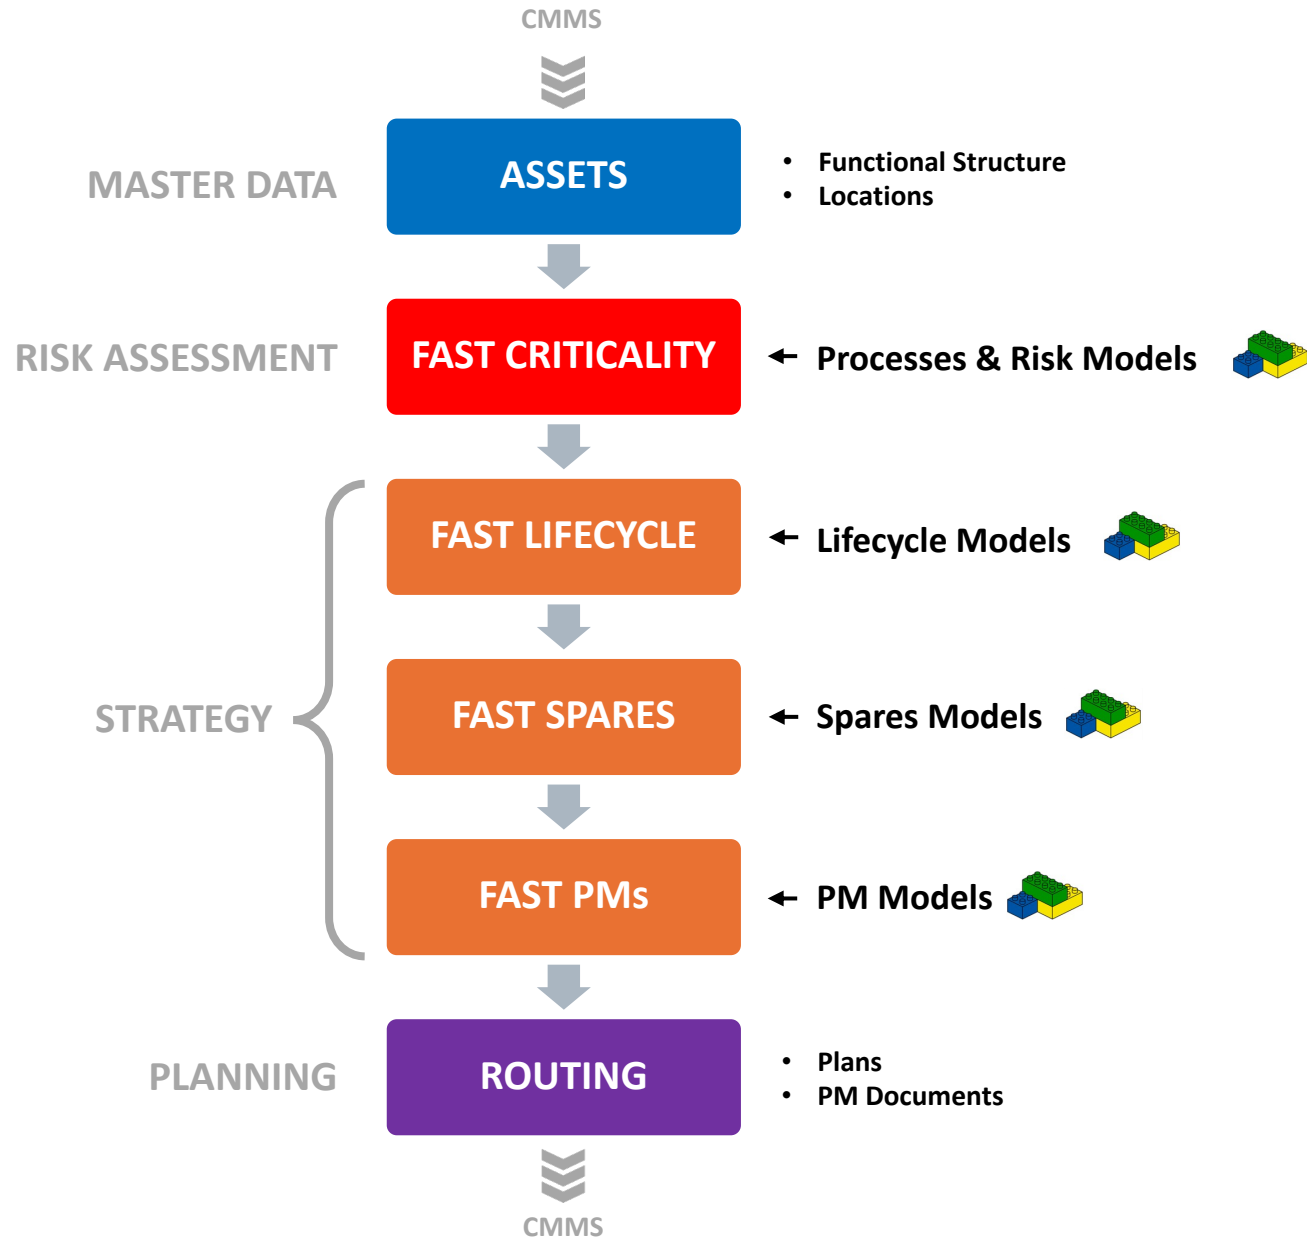 CMMS
MASTER DATA
ASSETS
• Functional Structure
• Locations
RISK ASSESSMENT
FAST CRITICALITY
Processes & Risk Models
FAST LIFECYCLE
Lifecycle Models
STRATEGY
FAST SPARES
Spares Models
FAST PMs
PM Models
PLANNING
ROUTING
• Plans
• PM Documents
CMMS